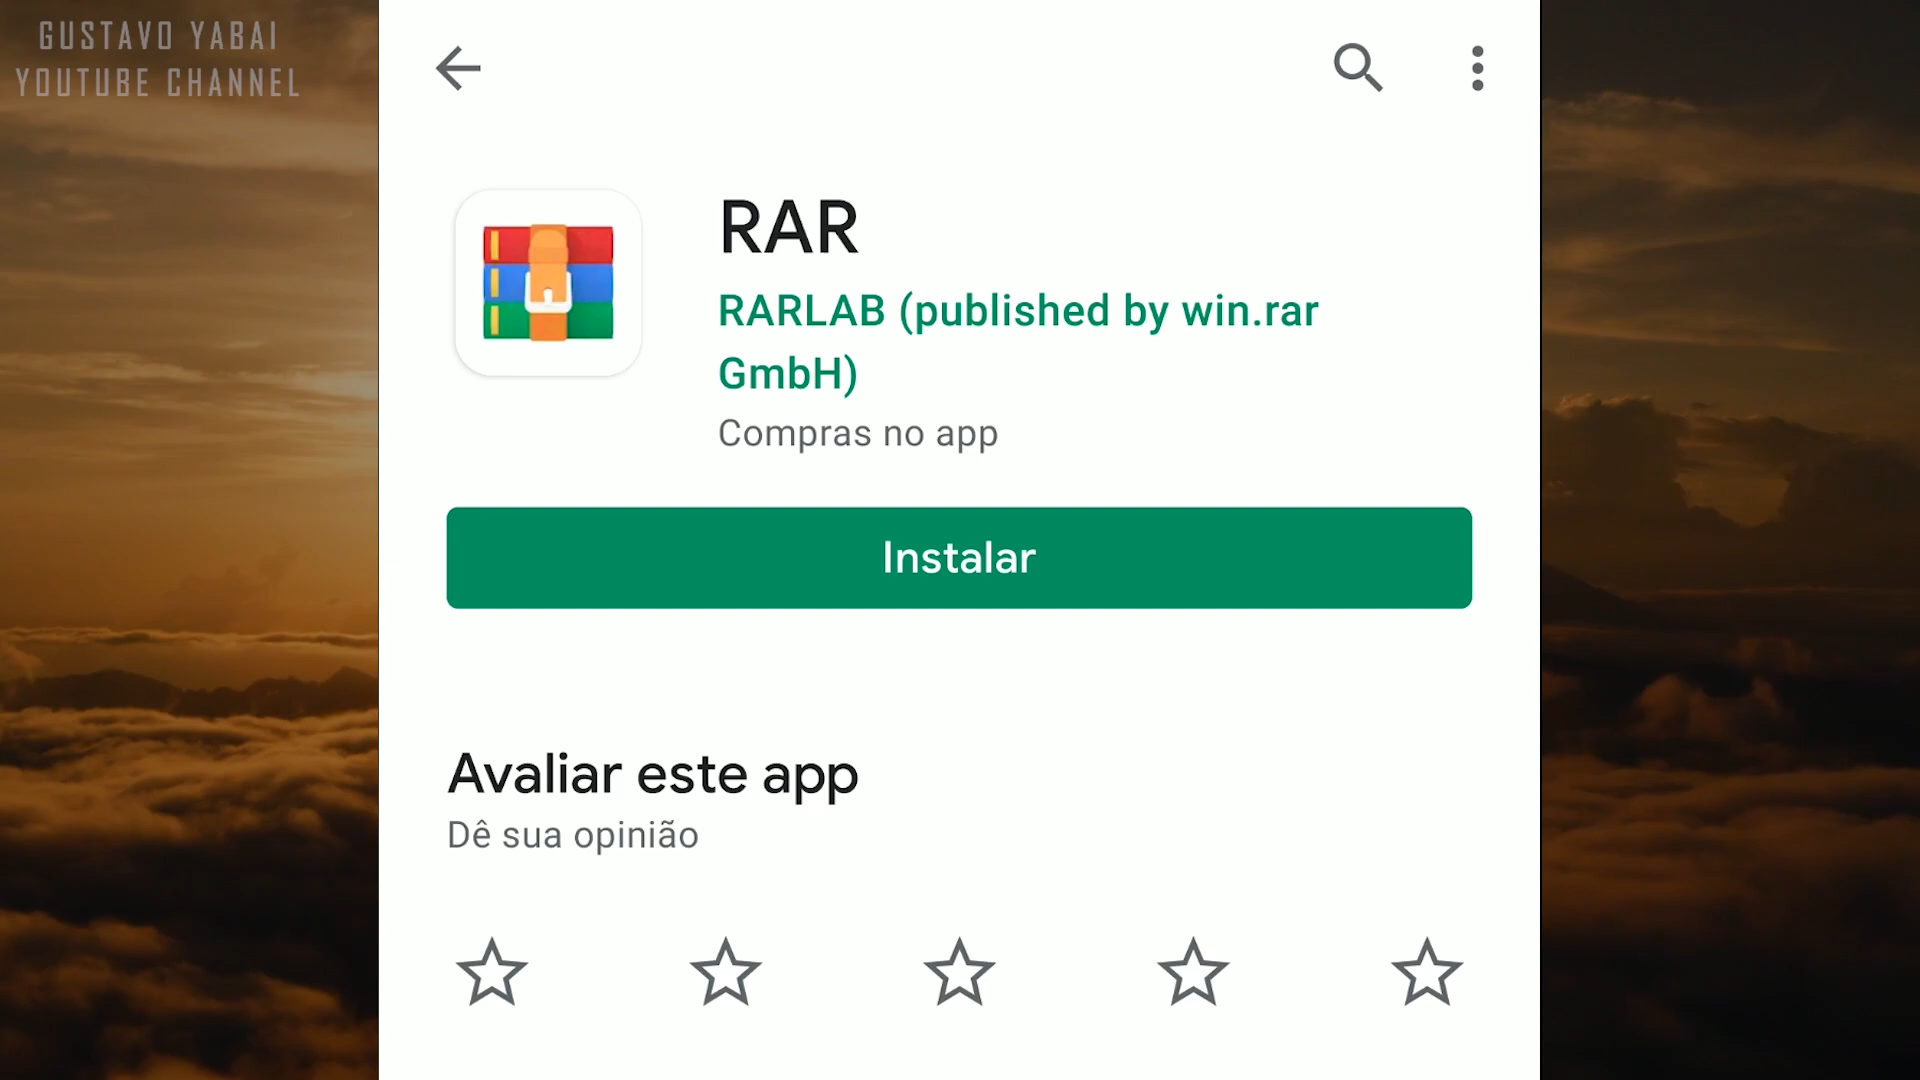 GUSTAVO YABAI
YOUTUBE CHANNEL
RAR
RARLAB (published by win.rar
GmbH)
Compras no app
Instalar
Avaliar este app
Dê sua opinião